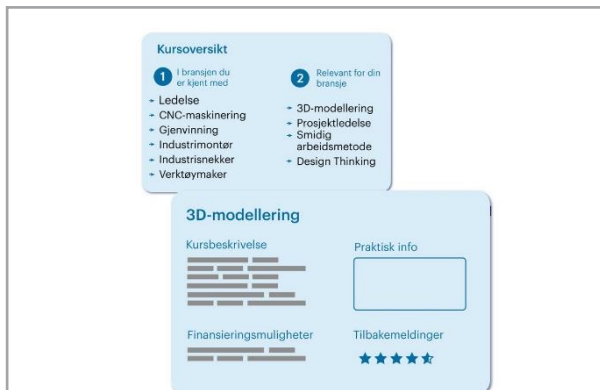 Kursoversikt
1 I bransjen du
er kjent med
→ Ledelse
→ CNC-maskinering
→ Gjenvinning
→ Industrimontør
→ Industrisnekker
→ Verktøymaker
2 Relevant for din
bransje
→ 3D-modellering
→ Prosjektledelse
→ Smidig
arbeidsmetode
→ Design Thinking
3D-modellering
Kursbeskrivelse
Praktisk info
Finansieringsmuligheter
Tilbakemeldinger